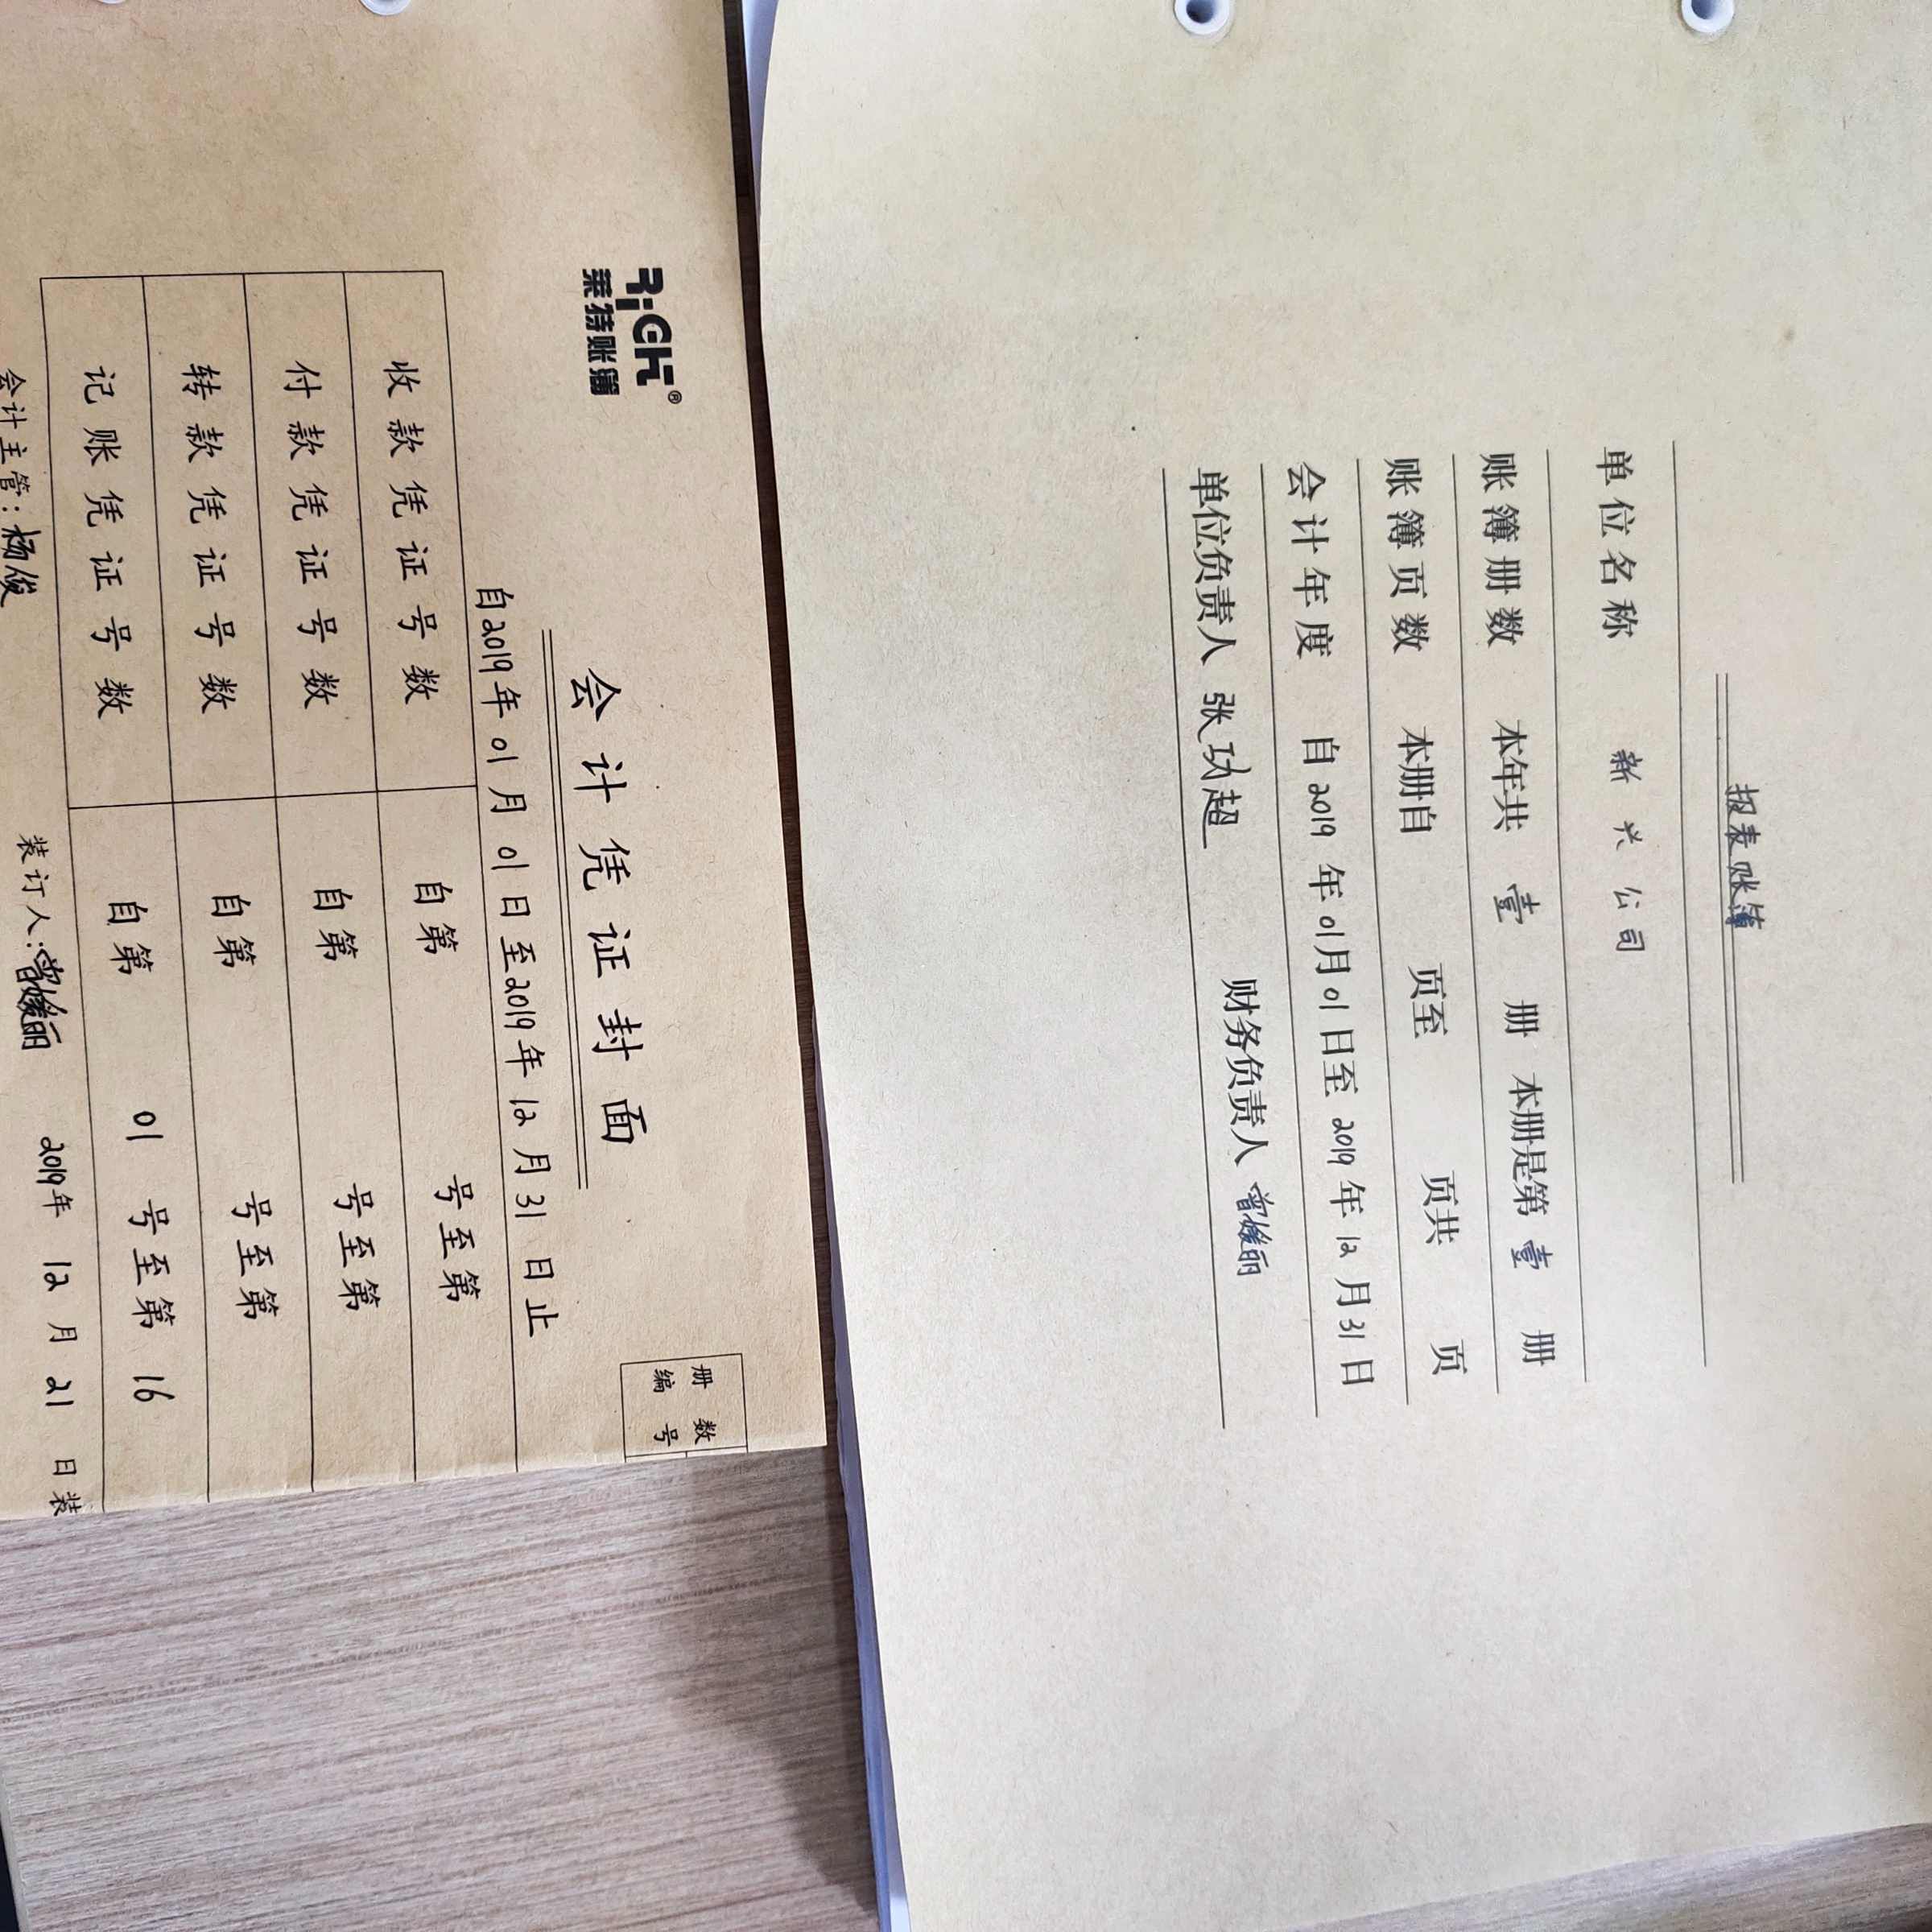 报表账簿
单位名称 新兴公司
账簿册数 本年共 壹 册 本册是第 壹 册
账簿页数 本册自 页至 页共 页
会计年度 自 2019 年 01 月 01 日至 2019 年 12 月 31 日
单位负责人 张功超 财务负责人 曾媛丽
RiCHT®
莱特账簿
会计凭证封面
册数
编号
自2019年01月01日至2019年12月31日止
收款凭证号数 自第 号至第
付款凭证号数 自第 号至第
转款凭证号数 自第 号至第
记账凭证号数 自第 01 号至第 16
会计主管:杨俊 装订人:曾媛丽 2019年 12 月 21 日装